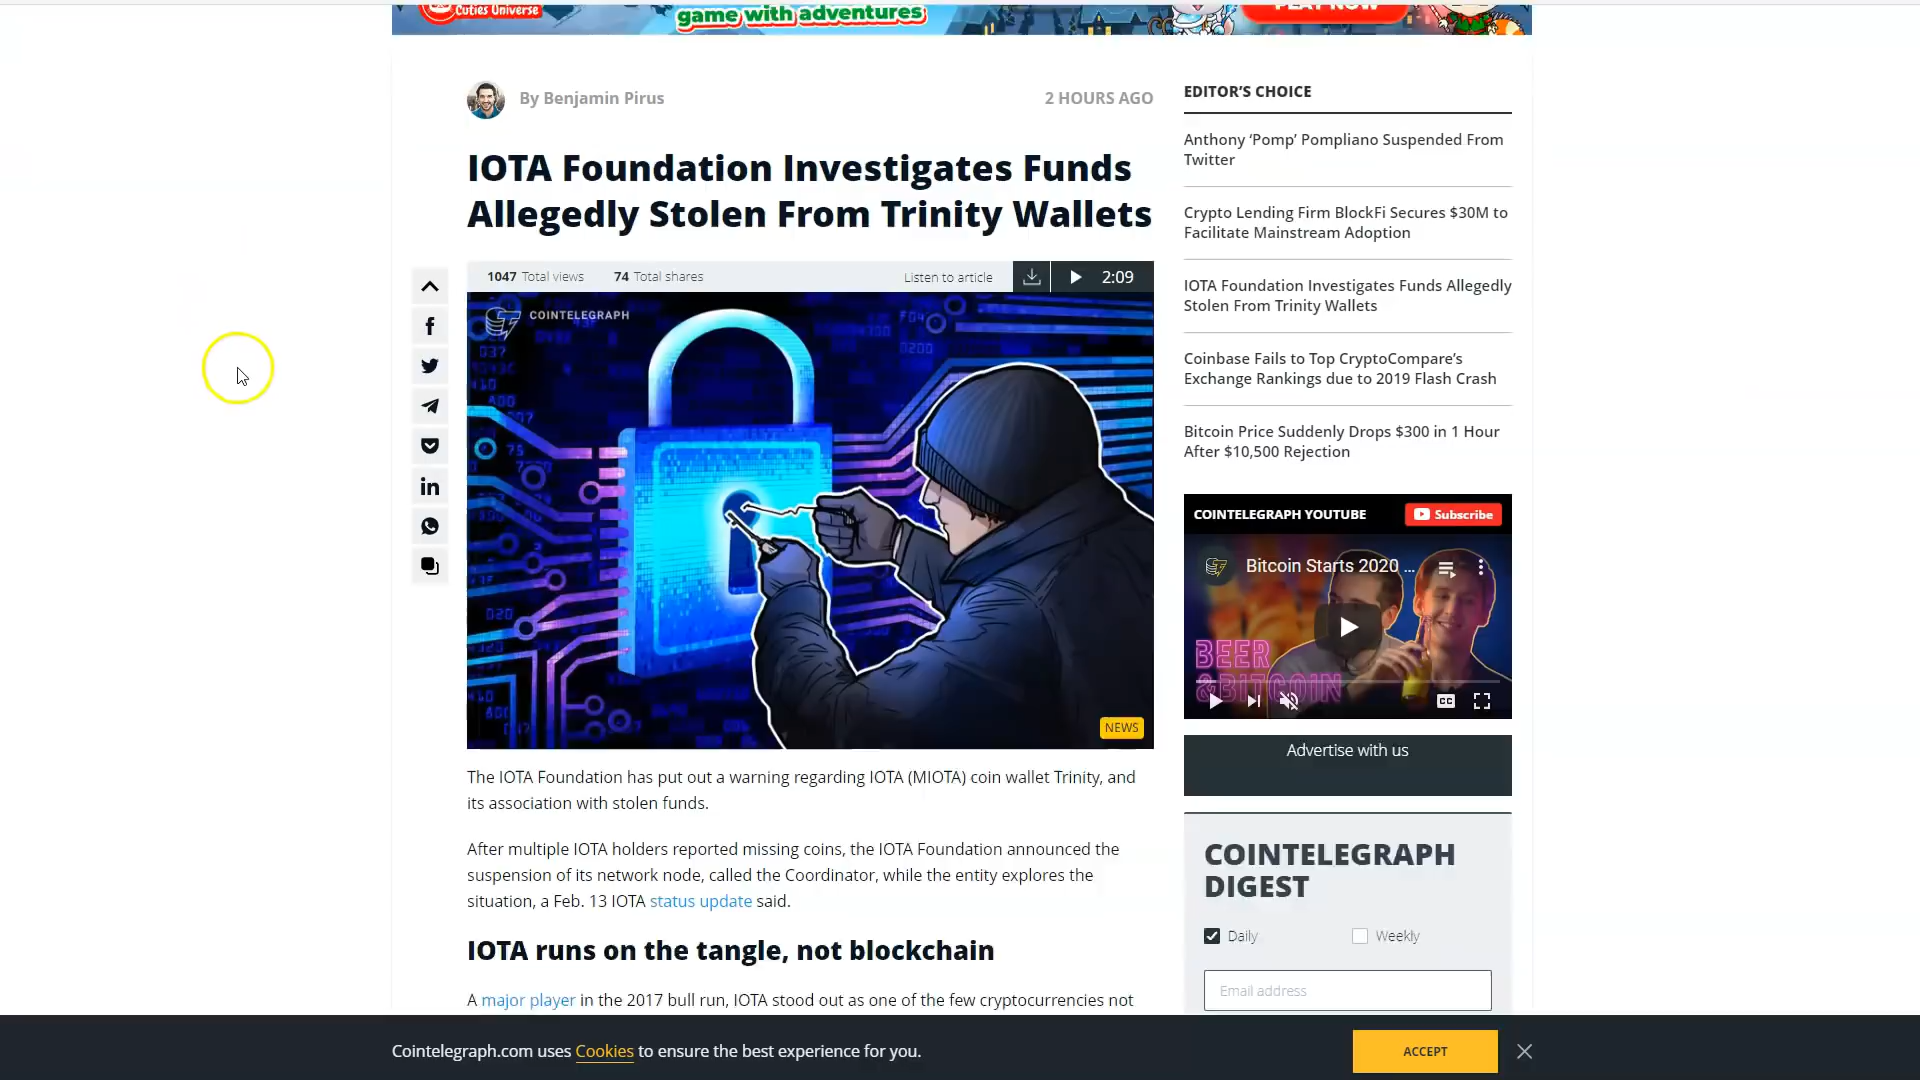 Cuties Universe
game with adventures
PLAY NOW
By Benjamin Pirus
2 HOURS AGO
IOTA Foundation Investigates Funds
Allegedly Stolen From Trinity Wallets
1047 Total views
74 Total shares
Listen to article
2:09
COINTELEGRAPH
NEWS
The IOTA Foundation has put out a warning regarding IOTA (MIOTA) coin wallet Trinity, and
its association with stolen funds.
After multiple IOTA holders reported missing coins, the IOTA Foundation announced the
suspension of its network node, called the Coordinator, while the entity explores the
situation, a Feb. 13 IOTA status update said.
IOTA runs on the tangle, not blockchain
A major player in the 2017 bull run, IOTA stood out as one of the few cryptocurrencies not
EDITOR'S CHOICE
Anthony ‘Pomp’ Pompliano Suspended From
Twitter
Crypto Lending Firm BlockFi Secures $30M to
Facilitate Mainstream Adoption
IOTA Foundation Investigates Funds Allegedly
Stolen From Trinity Wallets
Coinbase Fails to Top CryptoCompare’s
Exchange Rankings due to 2019 Flash Crash
Bitcoin Price Suddenly Drops $300 in 1 Hour
After $10,500 Rejection
COINTELEGRAPH YOUTUBE
Subscribe
Bitcoin Starts 2020 ...
BEER
&BITCOIN
CC
Advertise with us
COINTELEGRAPH
DIGEST
Daily
Weekly
Email address
Cointelegraph.com uses Cookies to ensure the best experience for you.
ACCEPT